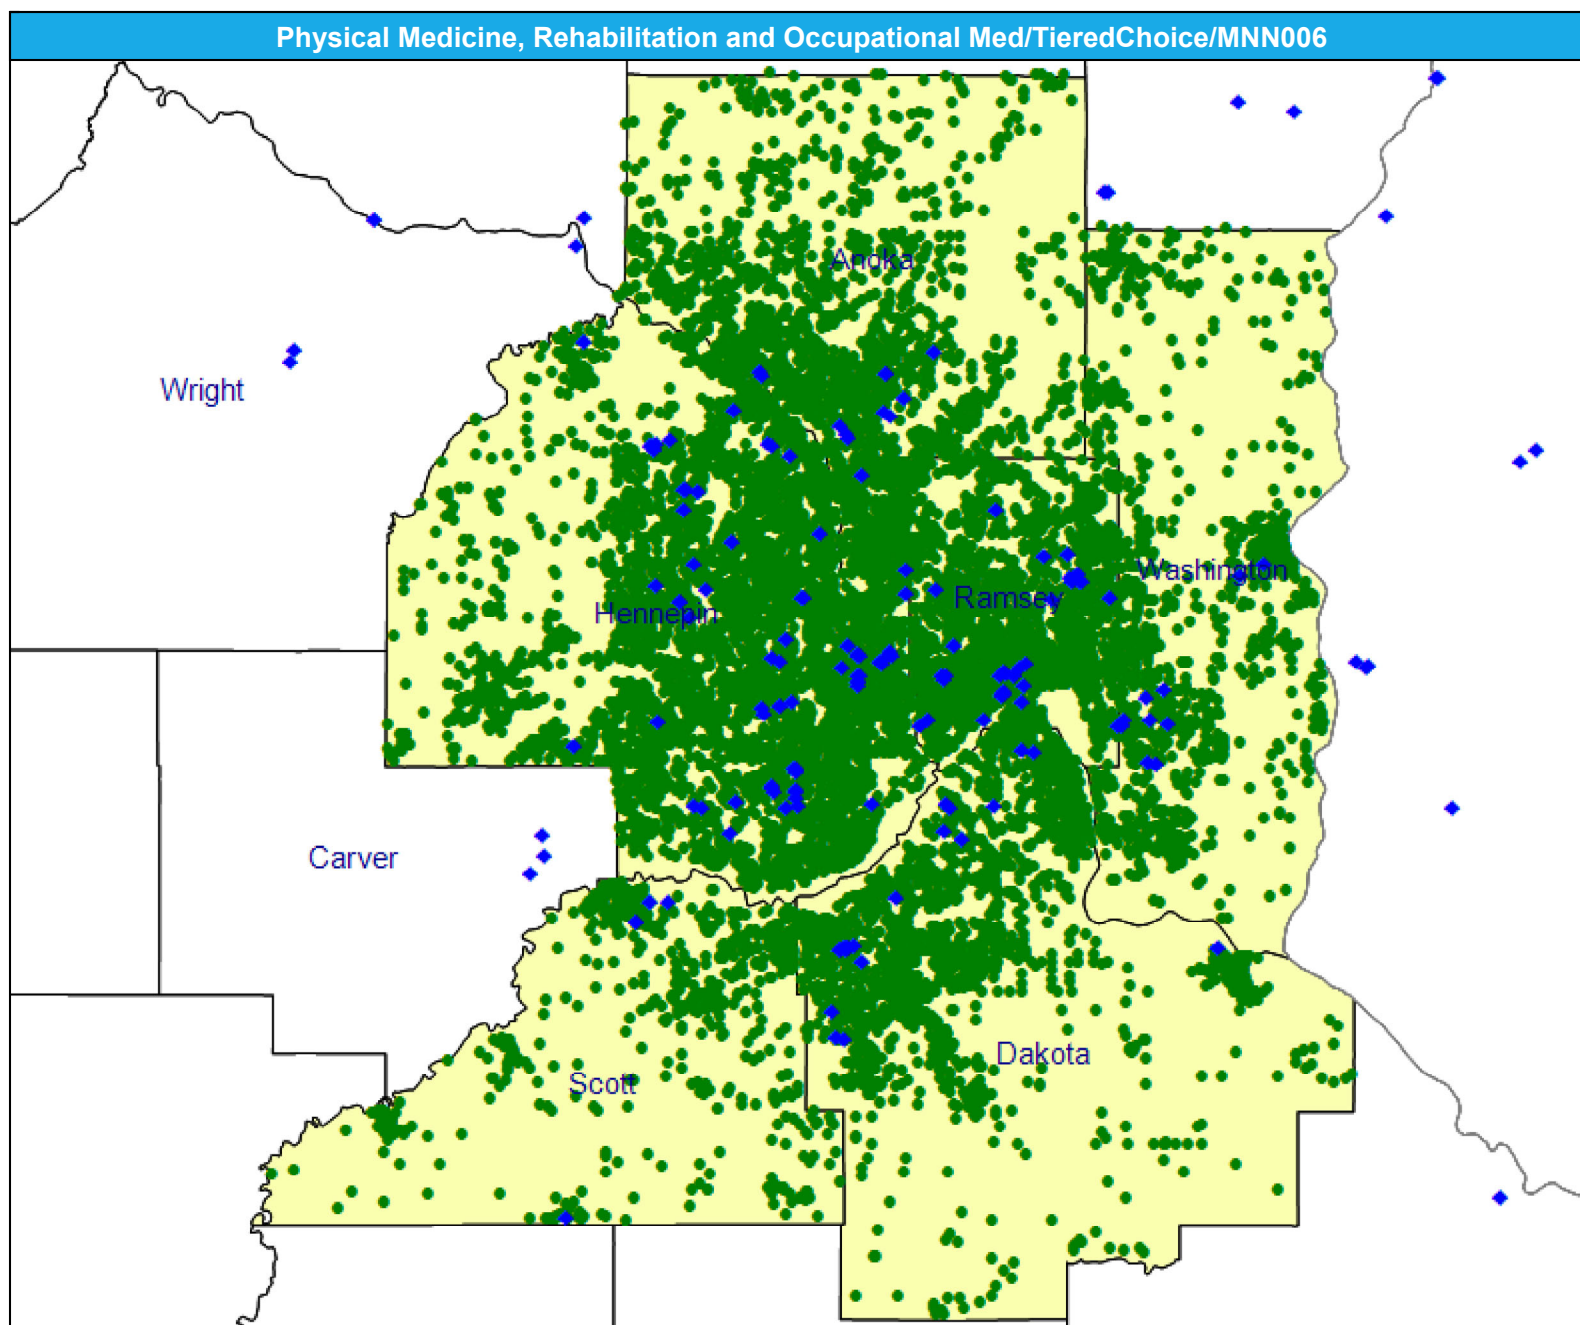 Physical Medicine, Rehabilitation and Occupational Med/TieredChoice/MNN006
Anoka
Wright
Washington
Ramsey
Hennepin
Carver
Dakota
Scott